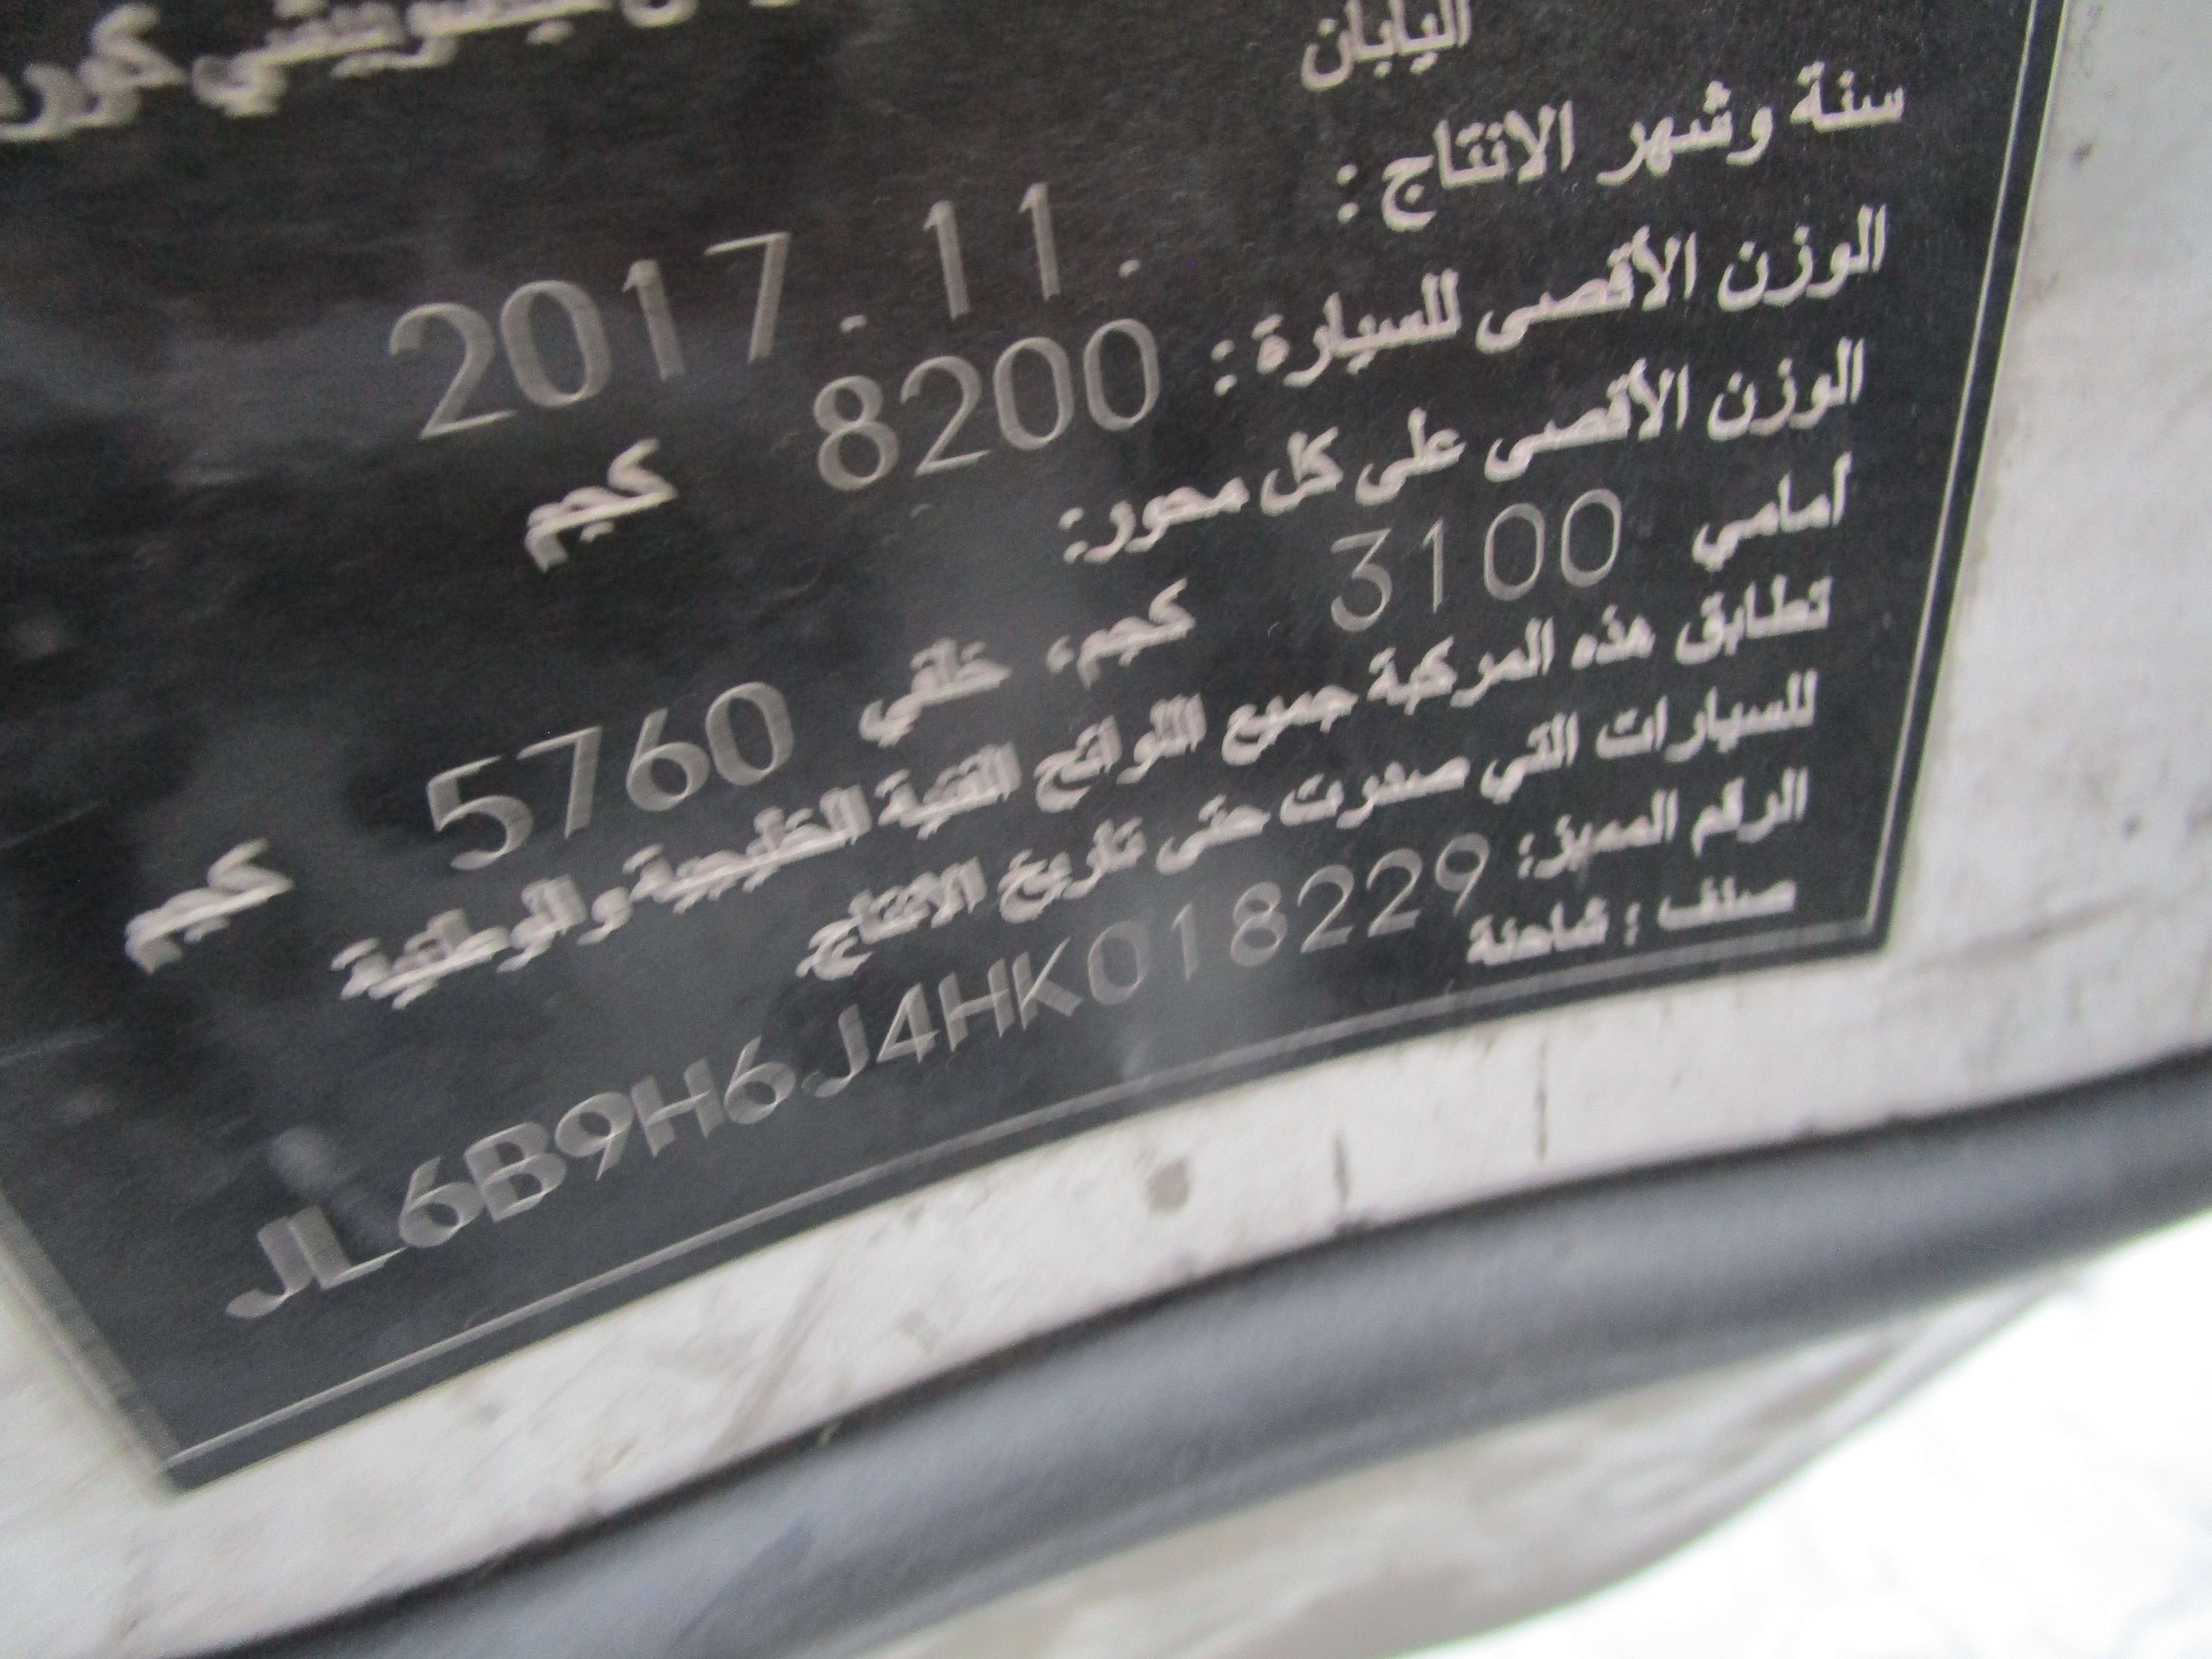 اليابان
سنة وشهر الانتاج : 2017 . 11 .
الوزن الأقصى للسيارة : 8200 كجم
الوزن الأقصى على كل محور:
أمامي 3100 كجم، خلفي 5760 كجم
تطابق هذه المركبة جميع اللوائح الفنية الخليجية والوطنية
للسيارات التي صدرت حتى تاريخ الانتاج
الرقم المميز: JL6B9H6J4HK018229
صنف : شاحنة